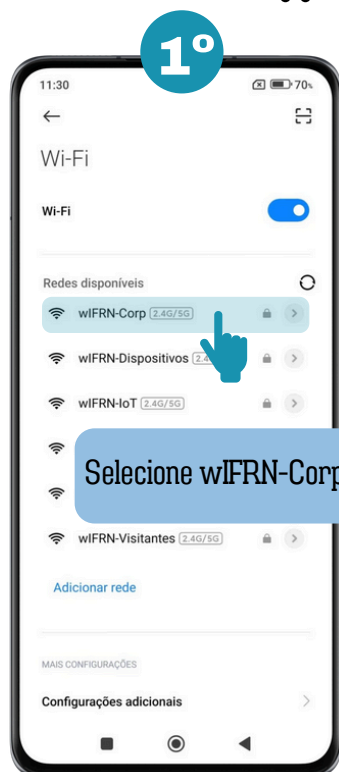 1º
11:30
70%
Wi-Fi
Wi-Fi
Redes disponíveis
wIFRN-Corp 2.4G/5G
wIFRN-Dispositivos 2.4
wIFRN-IoT 2.4G/5G
Selecione wIFRN-Corp
wIFRN-Visitantes 2.4G/5G
Adicionar rede
MAIS CONFIGURAÇÕES
Configurações adicionais